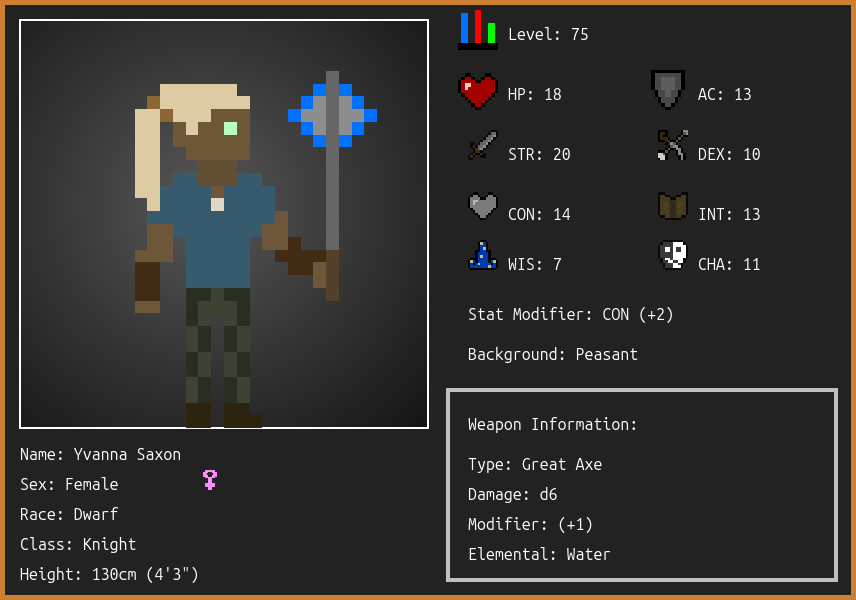 Level: 75
HP: 18
AC: 13
STR: 20
DEX: 10
CON: 14
INT: 13
WIS: 7
CHA: 11
Stat Modifier: CON (+2)
Background: Peasant
Weapon Information:
Type: Great Axe
Damage: d6
Modifier: (+1)
Elemental: Water
Name: Yvanna Saxon
Sex: Female
Race: Dwarf
Class: Knight
Height: 130cm (4'3")